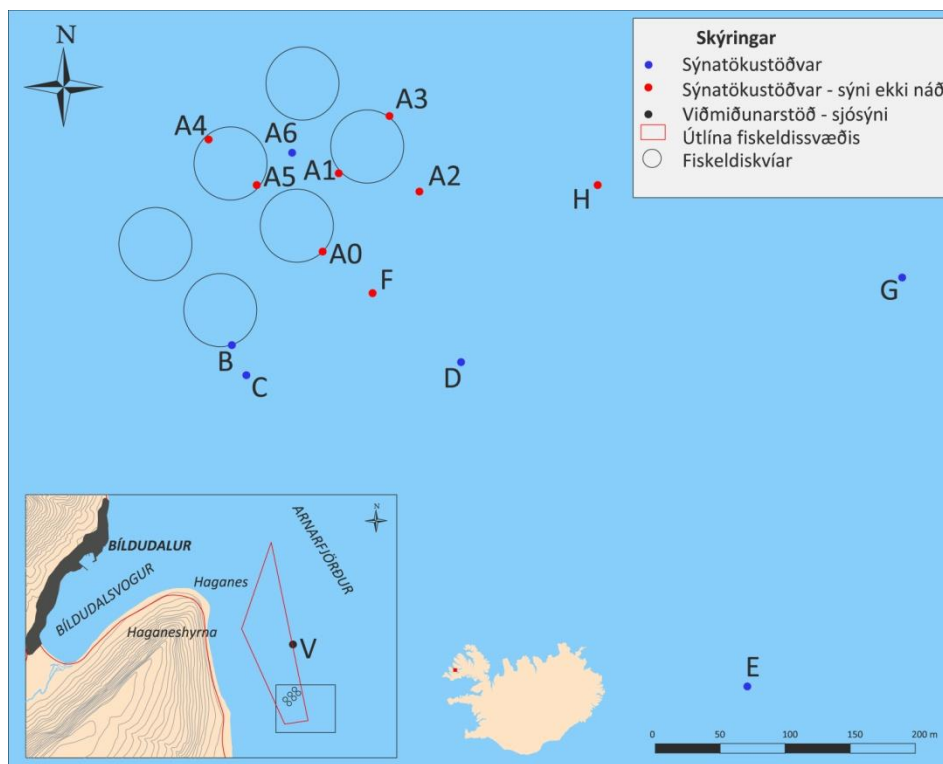 N
Skýringar
Sýnatökustöðvar
Sýnatökustöðvar - sýni ekki náð
Viðmiðunarstöð - sjósýni
Útlína fiskeldissvæðis
Fiskeldiskvíar
A3
A4
A6
A1
A5
A2
H
A0
F
G
B
D
C
N
ARNARFJÖRÐUR
BÍLDUDALUR
BÍLDUDALSVOGUR
Haganes
Haganeshyrna
V
E
0 50 100 150 200 m